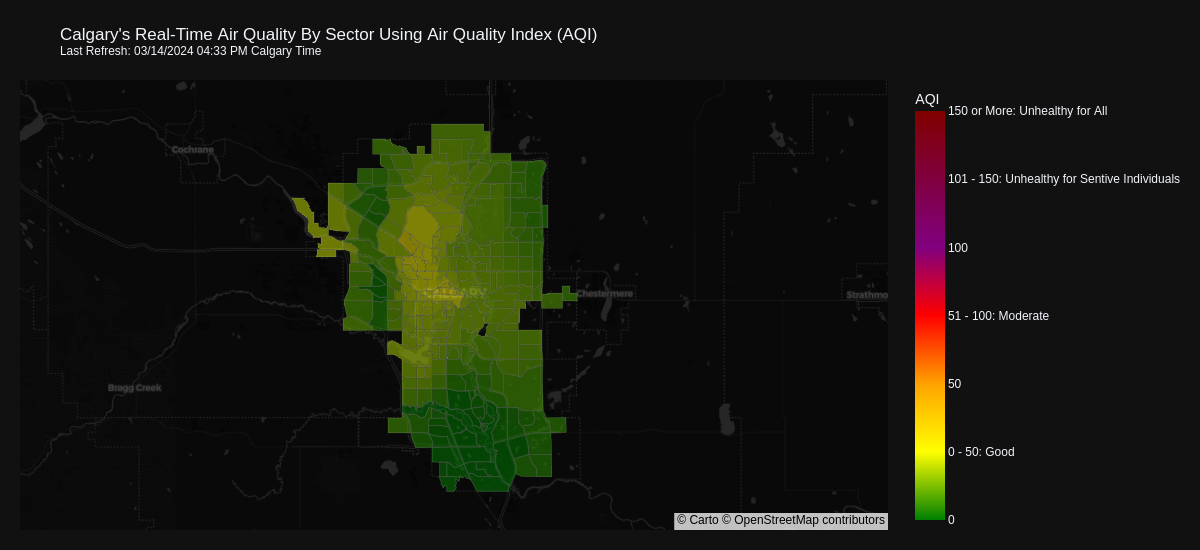 Calgary's Real-Time Air Quality By Sector Using Air Quality Index (AQI)
Last Refresh: 03/14/2024 04:33 PM Calgary Time
AQI
150 or More: Unhealthy for All
101 - 150: Unhealthy for Sentive Individuals
100
51 - 100: Moderate
50
0 - 50: Good
0
Cochrane
CALGARY
Chestermere
Strathmo
Bragg Creek
© Carto © OpenStreetMap contributors